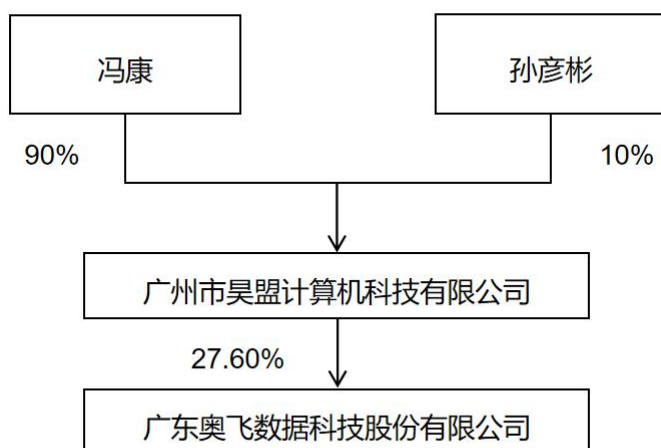 冯康
孙彦彬
90%
10%
广州市昊盟计算机科技有限公司
27.60%
广东奥飞数据科技股份有限公司